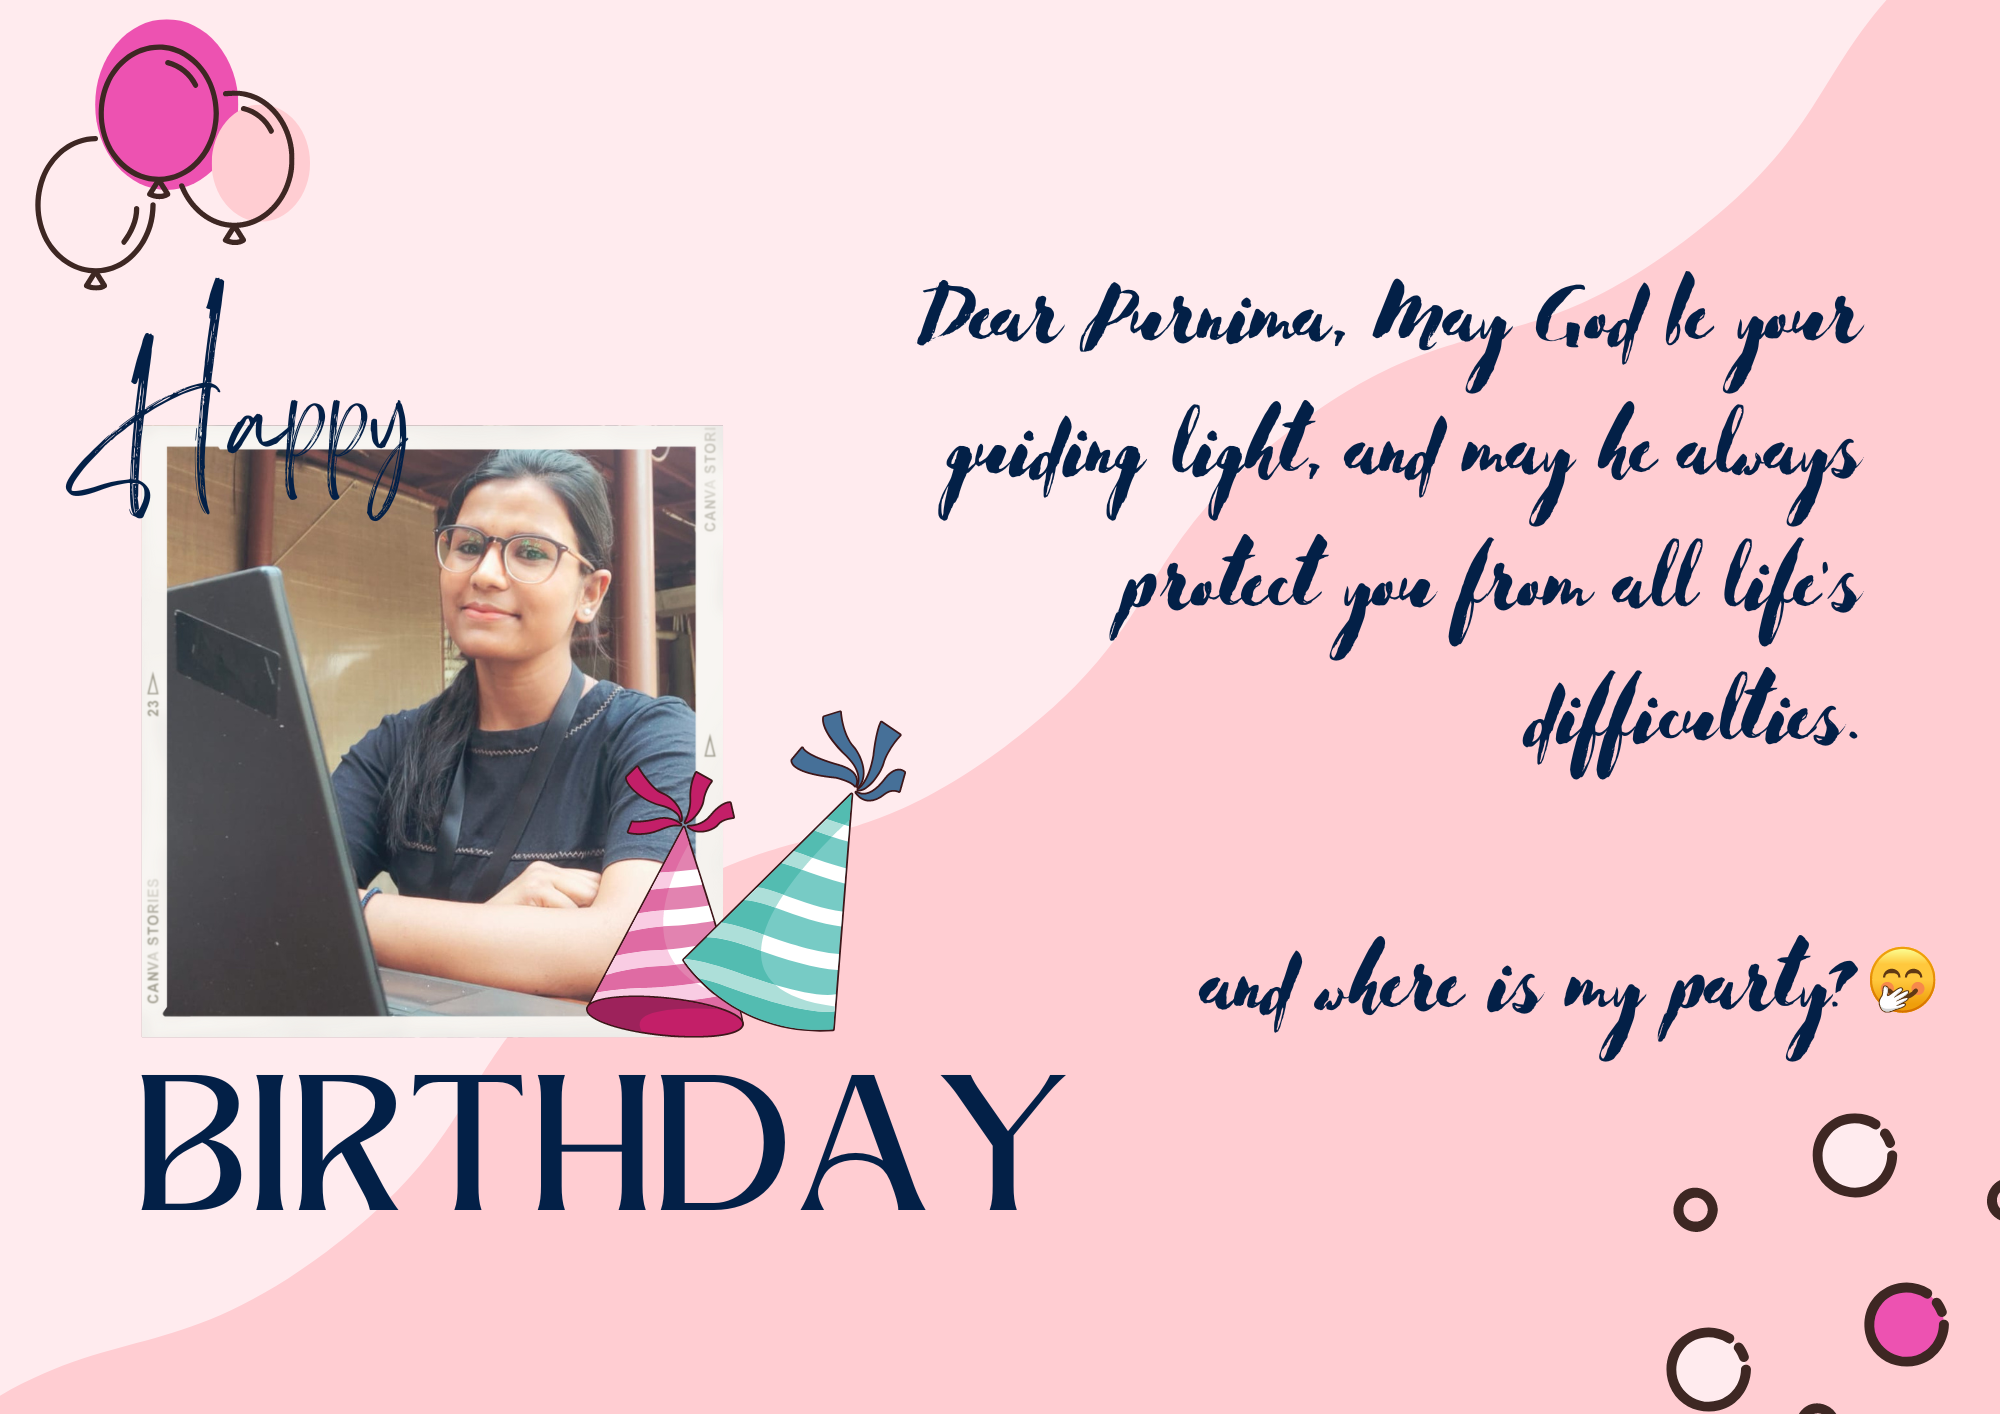 Happy
CANVA STORI
23
CANVA STORIES
BIRTHDAY
Dear Purnima, May God be your
guiding light, and may he always
protect you from all life's
difficulties.
and where is my party?🤭